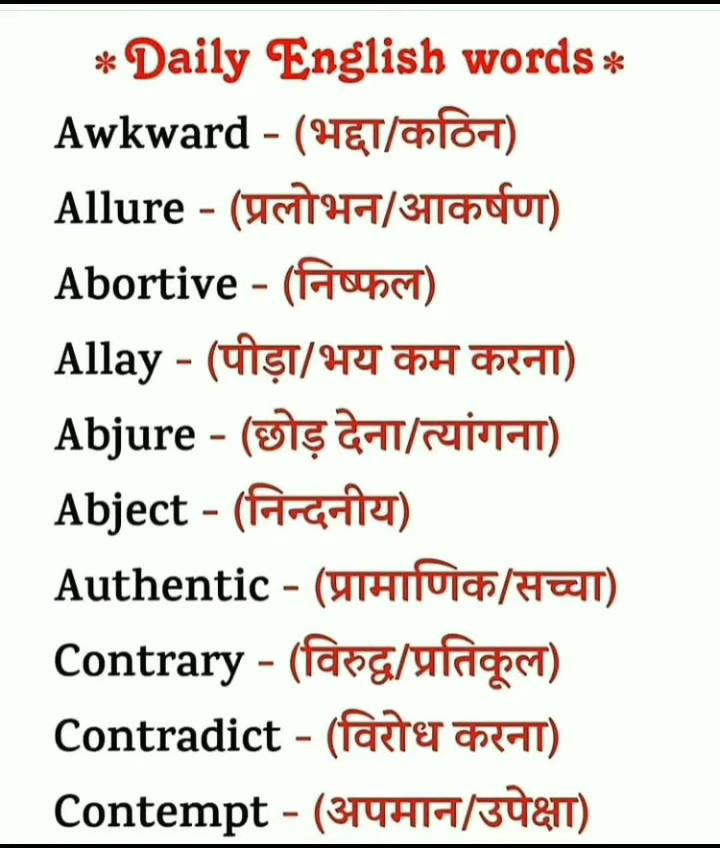 * Daily English words *
Awkward - (भद्दा/कठिन)
Allure - (प्रलोभन/आकर्षण)
Abortive - (निष्फल)
Allay - (पीड़ा/भय कम करना)
Abjure - (छोड़ देना/त्यांगना)
Abject - (निन्दनीय)
Authentic - (प्रामाणिक/सच्चा)
Contrary - (विरुद्ध/प्रतिकूल)
Contradict - (विरोध करना)
Contempt - (अपमान/उपेक्षा)